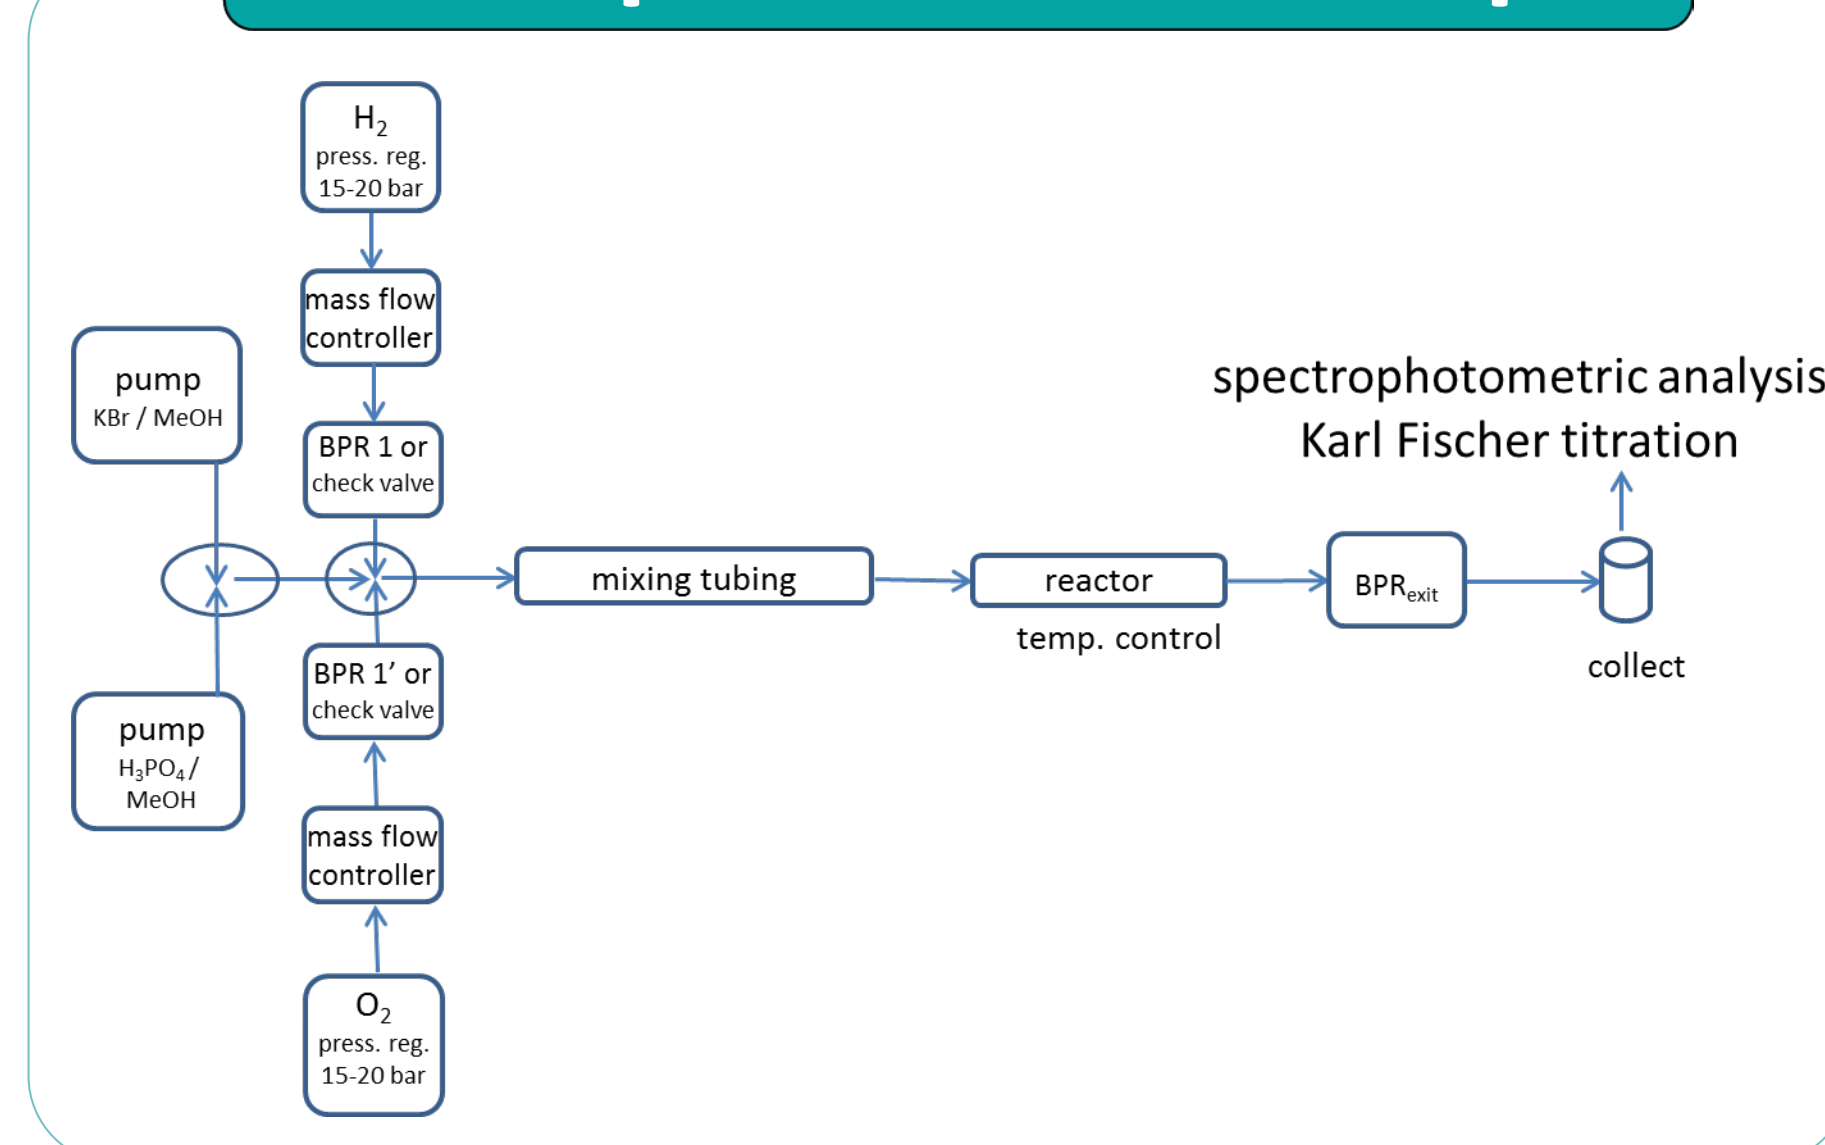 H₂
press. reg.
15-20 bar
mass flow
controller
pump
KBr / MeOH
BPR 1 or
check valve
spectrophotometric analysis
Karl Fischer titration
mixing tubing
reactor
temp. control
BPRexit
collect
BPR 1’ or
check valve
pump
H₃PO₄ /
MeOH
mass flow
controller
O₂
press. reg.
15-20 bar